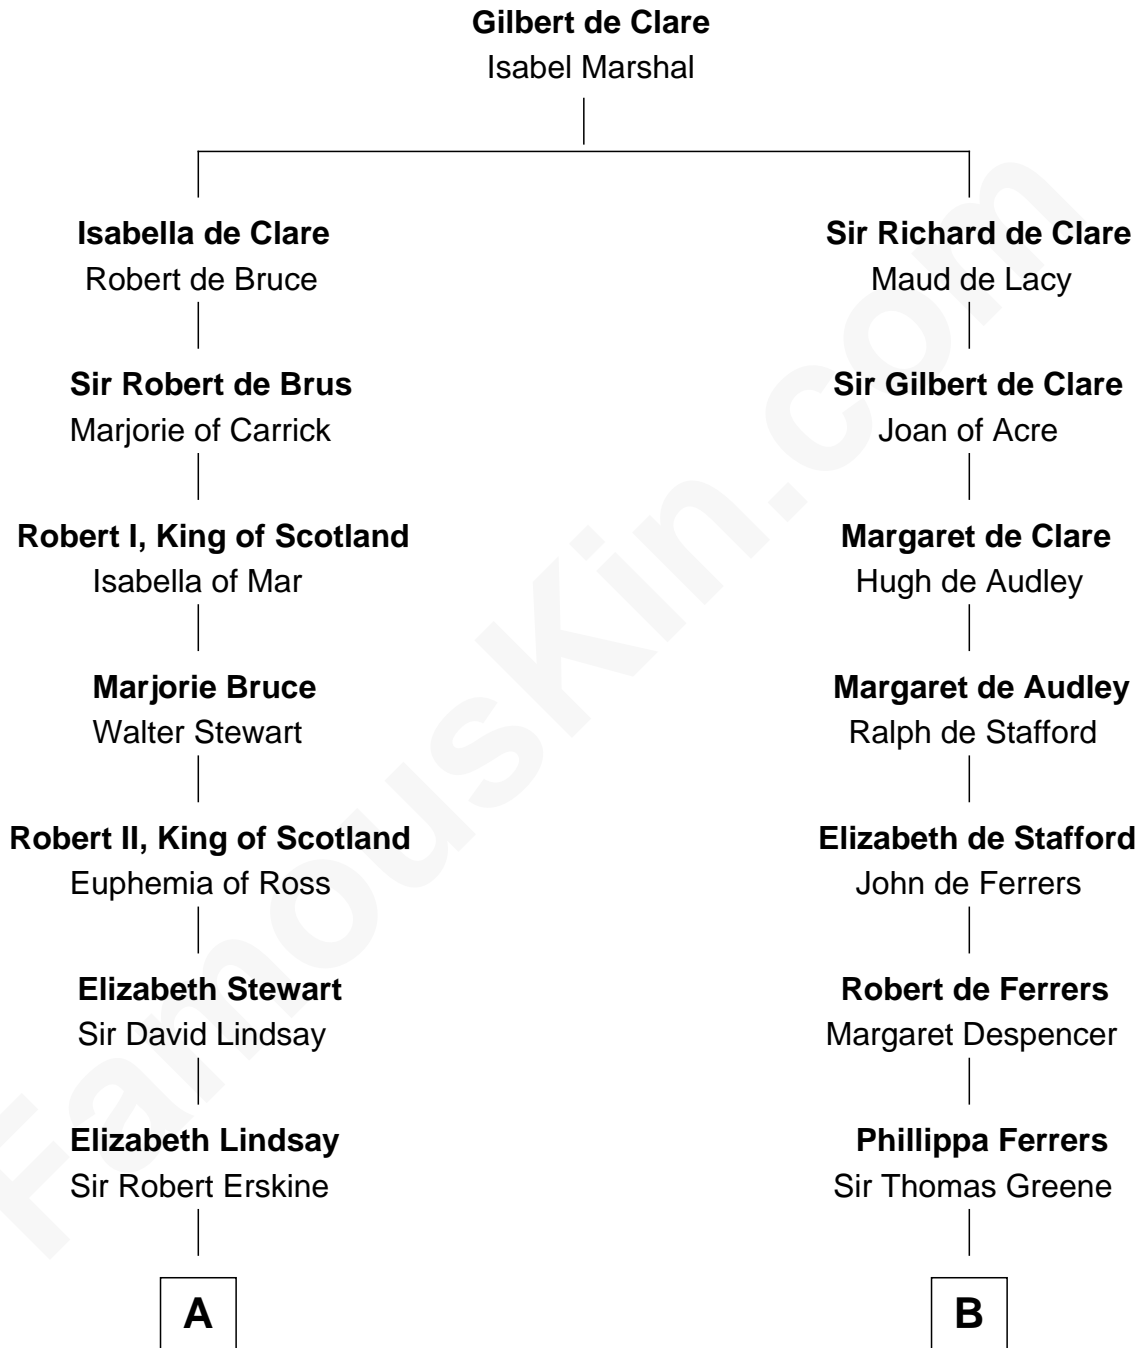 Gilbert de Clare
Isabel Marshal
Isabella de Clare
Robert de Bruce
Sir Robert de Brus
Marjorie of Carrick
Robert I, King of Scotland
Isabella of Mar
Marjorie Bruce
Walter Stewart
Robert II, King of Scotland
Euphemia of Ross
Elizabeth Stewart
Sir David Lindsay
Elizabeth Lindsay
Sir Robert Erskine
A
Sir Richard de Clare
Maud de Lacy
Sir Gilbert de Clare
Joan of Acre
Margaret de Clare
Hugh de Audley
Margaret de Audley
Ralph de Stafford
Elizabeth de Stafford
John de Ferrers
Robert de Ferrers
Margaret Despencer
Phillippa Ferrers
Sir Thomas Greene
B
FamousKin.com